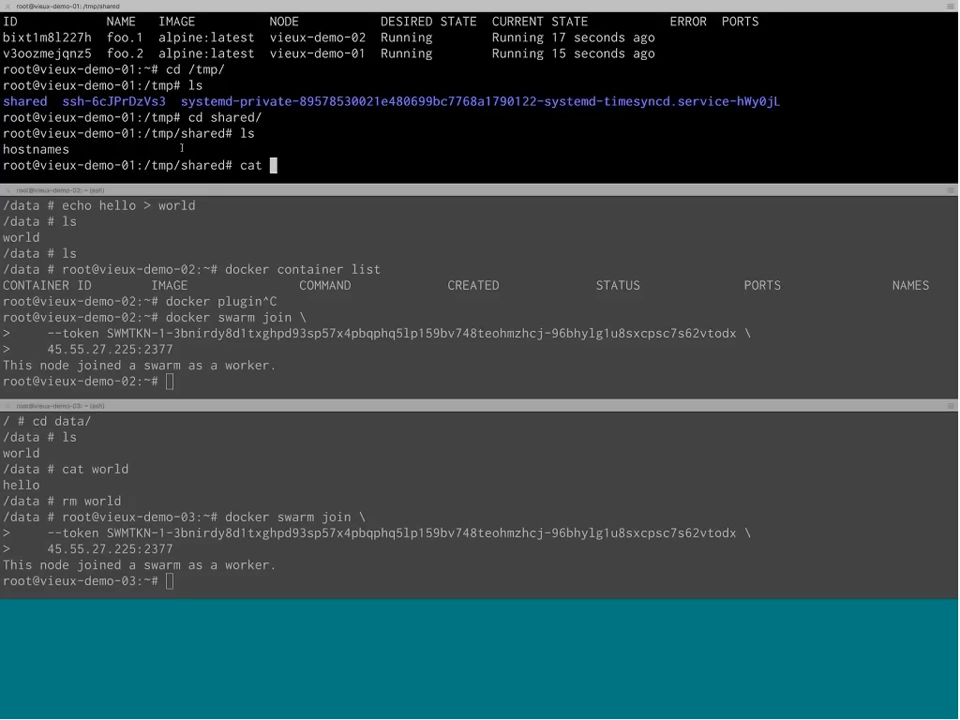 root@vieux-demo-01: /tmp/shared
ID NAME IMAGE NODE DESIRED STATE CURRENT STATE ERROR PORTS
bixt1m8l227h foo.1 alpine:latest vieux-demo-02 Running Running 17 seconds ago
v3oozmejqnz5 foo.2 alpine:latest vieux-demo-01 Running Running 15 seconds ago
root@vieux-demo-01:~# cd /tmp/
root@vieux-demo-01:/tmp# ls
shared ssh-6cJPrDzVs3 systemd-private-89578530021e480699bc7768a1790122-systemd-timesyncd.service-hWy0jL
root@vieux-demo-01:/tmp# cd shared/
root@vieux-demo-01:/tmp/shared# ls
hostnames
root@vieux-demo-01:/tmp/shared# cat
root@vieux-demo-02: ~ (ssh)
/data # echo hello > world
/data # ls
world
/data # ls
/data # root@vieux-demo-02:~# docker container list
CONTAINER ID IMAGE COMMAND CREATED STATUS PORTS NAMES
root@vieux-demo-02:~# docker plugin^C
root@vieux-demo-02:~# docker swarm join \
> --token SWMTKN-1-3bnirdy8d1txghpd93sp57x4pbqphq5lp159bv748teohmzhcj-96bhylg1u8sxcpsc7s62vtodx \
> 45.55.27.225:2377
This node joined a swarm as a worker.
root@vieux-demo-02:~#
root@vieux-demo-03: ~ (ssh)
/ # cd data/
/data # ls
world
/data # cat world
hello
/data # rm world
/data # root@vieux-demo-03:~# docker swarm join \
> --token SWMTKN-1-3bnirdy8d1txghpd93sp57x4pbqphq5lp159bv748teohmzhcj-96bhylg1u8sxcpsc7s62vtodx \
> 45.55.27.225:2377
This node joined a swarm as a worker.
root@vieux-demo-03:~#